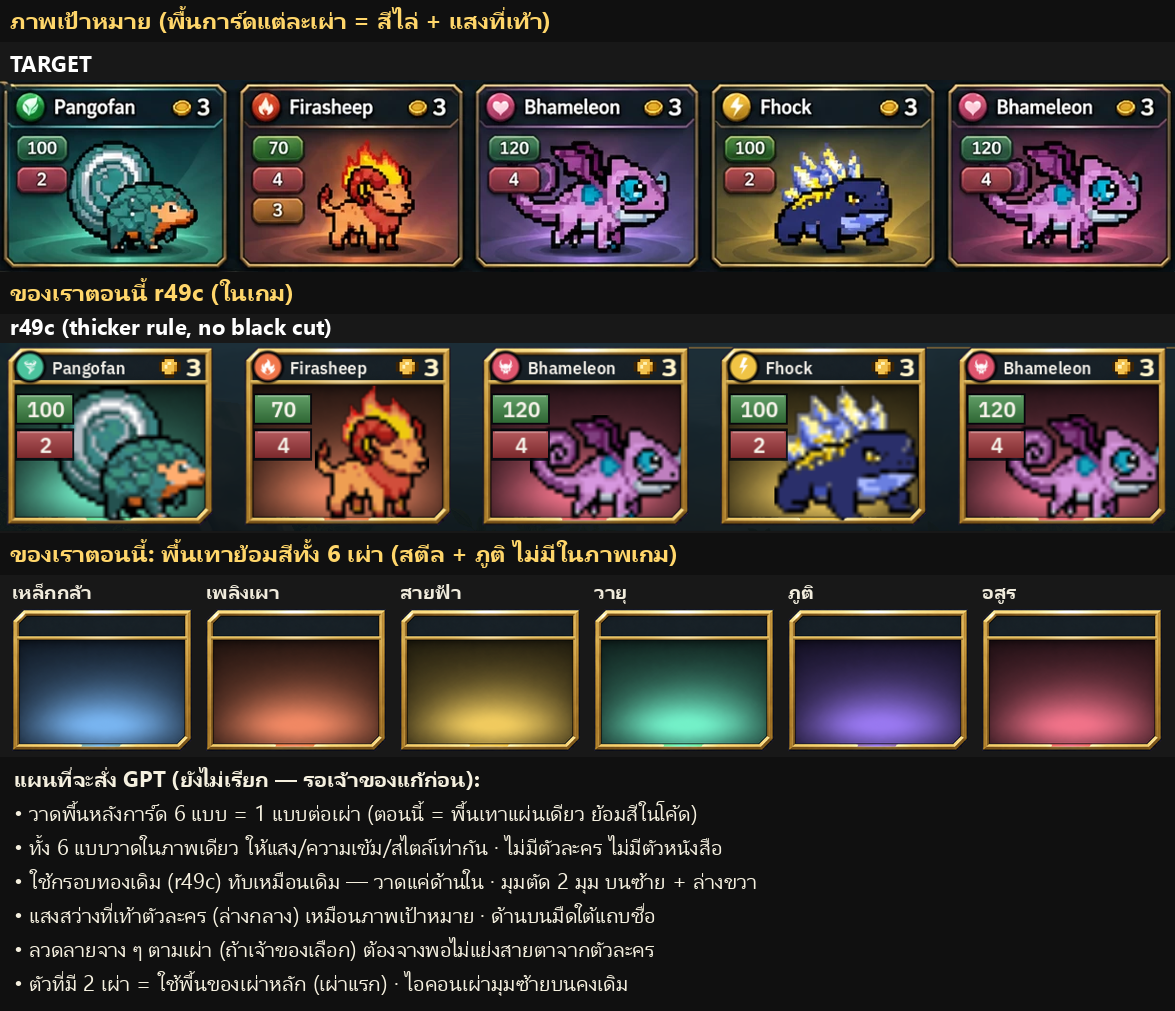 ภาพเป้าหมาย (พื้นการ์ดแต่ละเผ่า = สีไล่ + แสงที่เท้า)
TARGET
Pangofan 3 Firasheep 3 Bhameleon 3 Fhock 3 Bhameleon 3
100 70 120 100 120
2 4 4 2 4
3
ของเราตอนนี้ r49c (ในเกม)
r49c (thicker rule, no black cut)
Pangofan 3 Firasheep 3 Bhameleon 3 Fhock 3 Bhameleon 3
100 70 120 100 120
2 4 4 2 4
ของเราตอนนี้: พื้นเทาย้อมสีทั้ง 6 เผ่า (สตีล + ภูติ ไม่มีในภาพเกม)
เหล็กกล้า เพลิงเผา สายฟ้า วายุ ภูติ อสูร
แผนที่จะสั่ง GPT (ยังไม่เรียก — รอเจ้าของแก้ก่อน):
• วาดพื้นหลังการ์ด 6 แบบ = 1 แบบต่อเผ่า (ตอนนี้ = พื้นเทาแผ่นเดียว ย้อมสีในโค้ด)
• ทั้ง 6 แบบวาดในภาพเดียว ให้แสง/ความเข้ม/สไตล์เท่ากัน · ไม่มีตัวละคร ไม่มีตัวหนังสือ
• ใช้กรอบทองเดิม (r49c) ทับเหมือนเดิม — วาดแค่ด้านใน · มุมตัด 2 มุม บนซ้าย + ล่างขวา
• แสงสว่างที่เท้าตัวละคร (ล่างกลาง) เหมือนภาพเป้าหมาย · ด้านบนมืดใต้แถบชื่อ
• ลวดลายจาง ๆ ตามเผ่า (ถ้าเจ้าของเลือก) ต้องจางพอไม่แย่งสายตาจากตัวละคร
• ตัวที่มี 2 เผ่า = ใช้พื้นของเผ่าหลัก (เผ่าแรก) · ไอคอนเผ่ามุมซ้ายบนคงเดิม